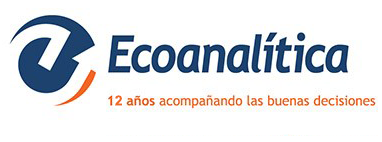 Ecoanalítica
12 años acompañando las buenas decisiones